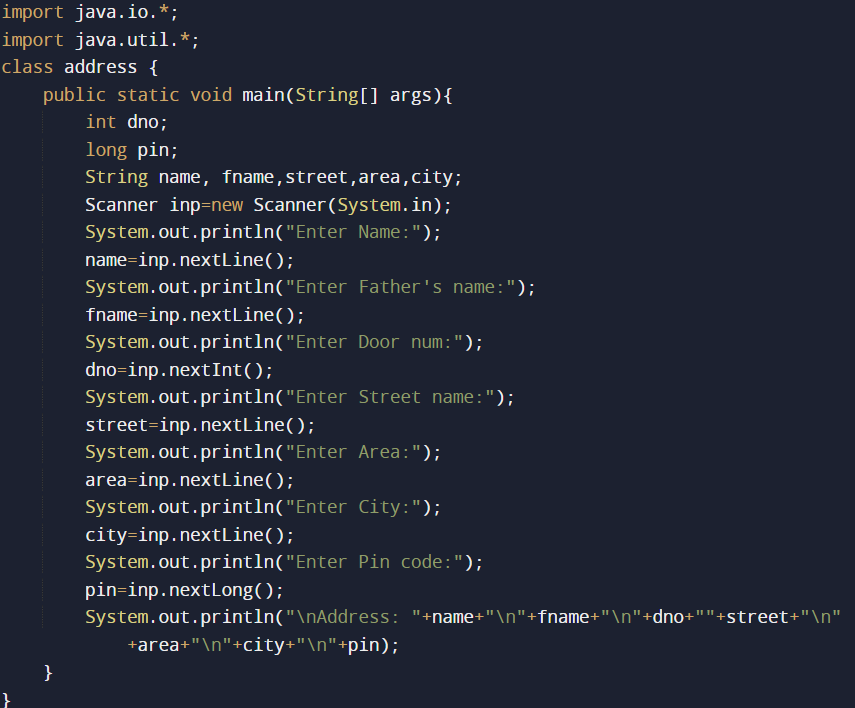 import java.io.*;
import java.util.*;
class address {
    public static void main(String[] args){
        int dno;
        long pin;
        String name, fname,street,area,city;
        Scanner inp=new Scanner(System.in);
        System.out.println("Enter Name:");
        name=inp.nextLine();
        System.out.println("Enter Father's name:");
        fname=inp.nextLine();
        System.out.println("Enter Door num:");
        dno=inp.nextInt();
        System.out.println("Enter Street name:");
        street=inp.nextLine();
        System.out.println("Enter Area:");
        area=inp.nextLine();
        System.out.println("Enter City:");
        city=inp.nextLine();
        System.out.println("Enter Pin code:");
        pin=inp.nextLong();
        System.out.println("\nAddress: "+name+"\n"+fname+"\n"+dno+""+street+"\n"
            +area+"\n"+city+"\n"+pin);
    }
}